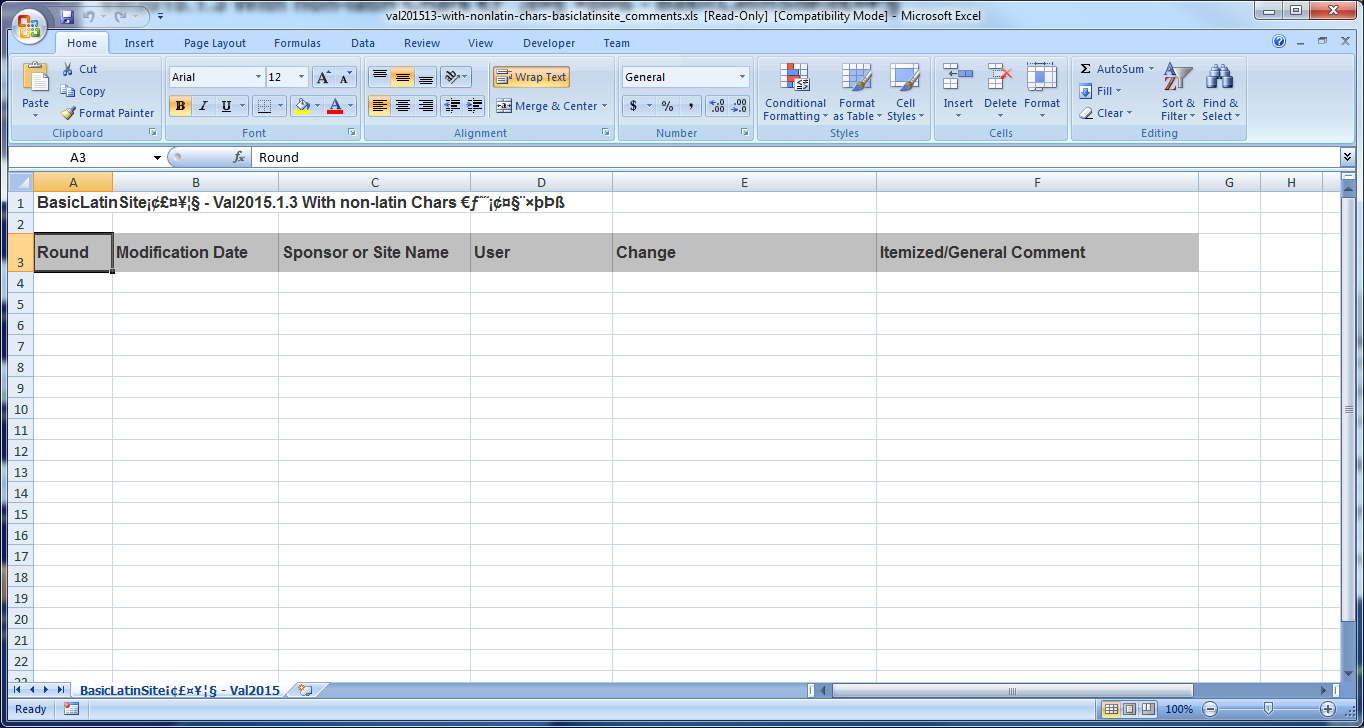 val201513-with-nonlatin-chars-basiclatinsite_comments.xls [Read-Only] [Compatibility Mode] - Microsoft Excel
Home Insert Page Layout Formulas Data Review View Developer Team
Paste Cut Copy Format Painter
Arial 12
B I U
Wrap Text
Merge & Center
General
$ % ,
Conditional Formatting Format as Table Cell Styles
Insert Delete Format
Σ AutoSum
Fill
Clear
Sort & Filter Find & Select
Clipboard Font Alignment Number Styles Cells Editing
A3 fx Round
A B C D E F G H
1 BasicLatinSite¡¢£¤¥¦§ - Val2015.1.3 With non-latin Chars €ƒ˜¨¡¢¤§¨×þÞß
2
3 Round Modification Date Sponsor or Site Name User Change Itemized/General Comment
4
5
6
7
8
9
10
11
12
13
14
15
16
17
18
19
20
21
22
BasicLatinSite¡¢£¤¥¦§ - Val2015
Ready 100%